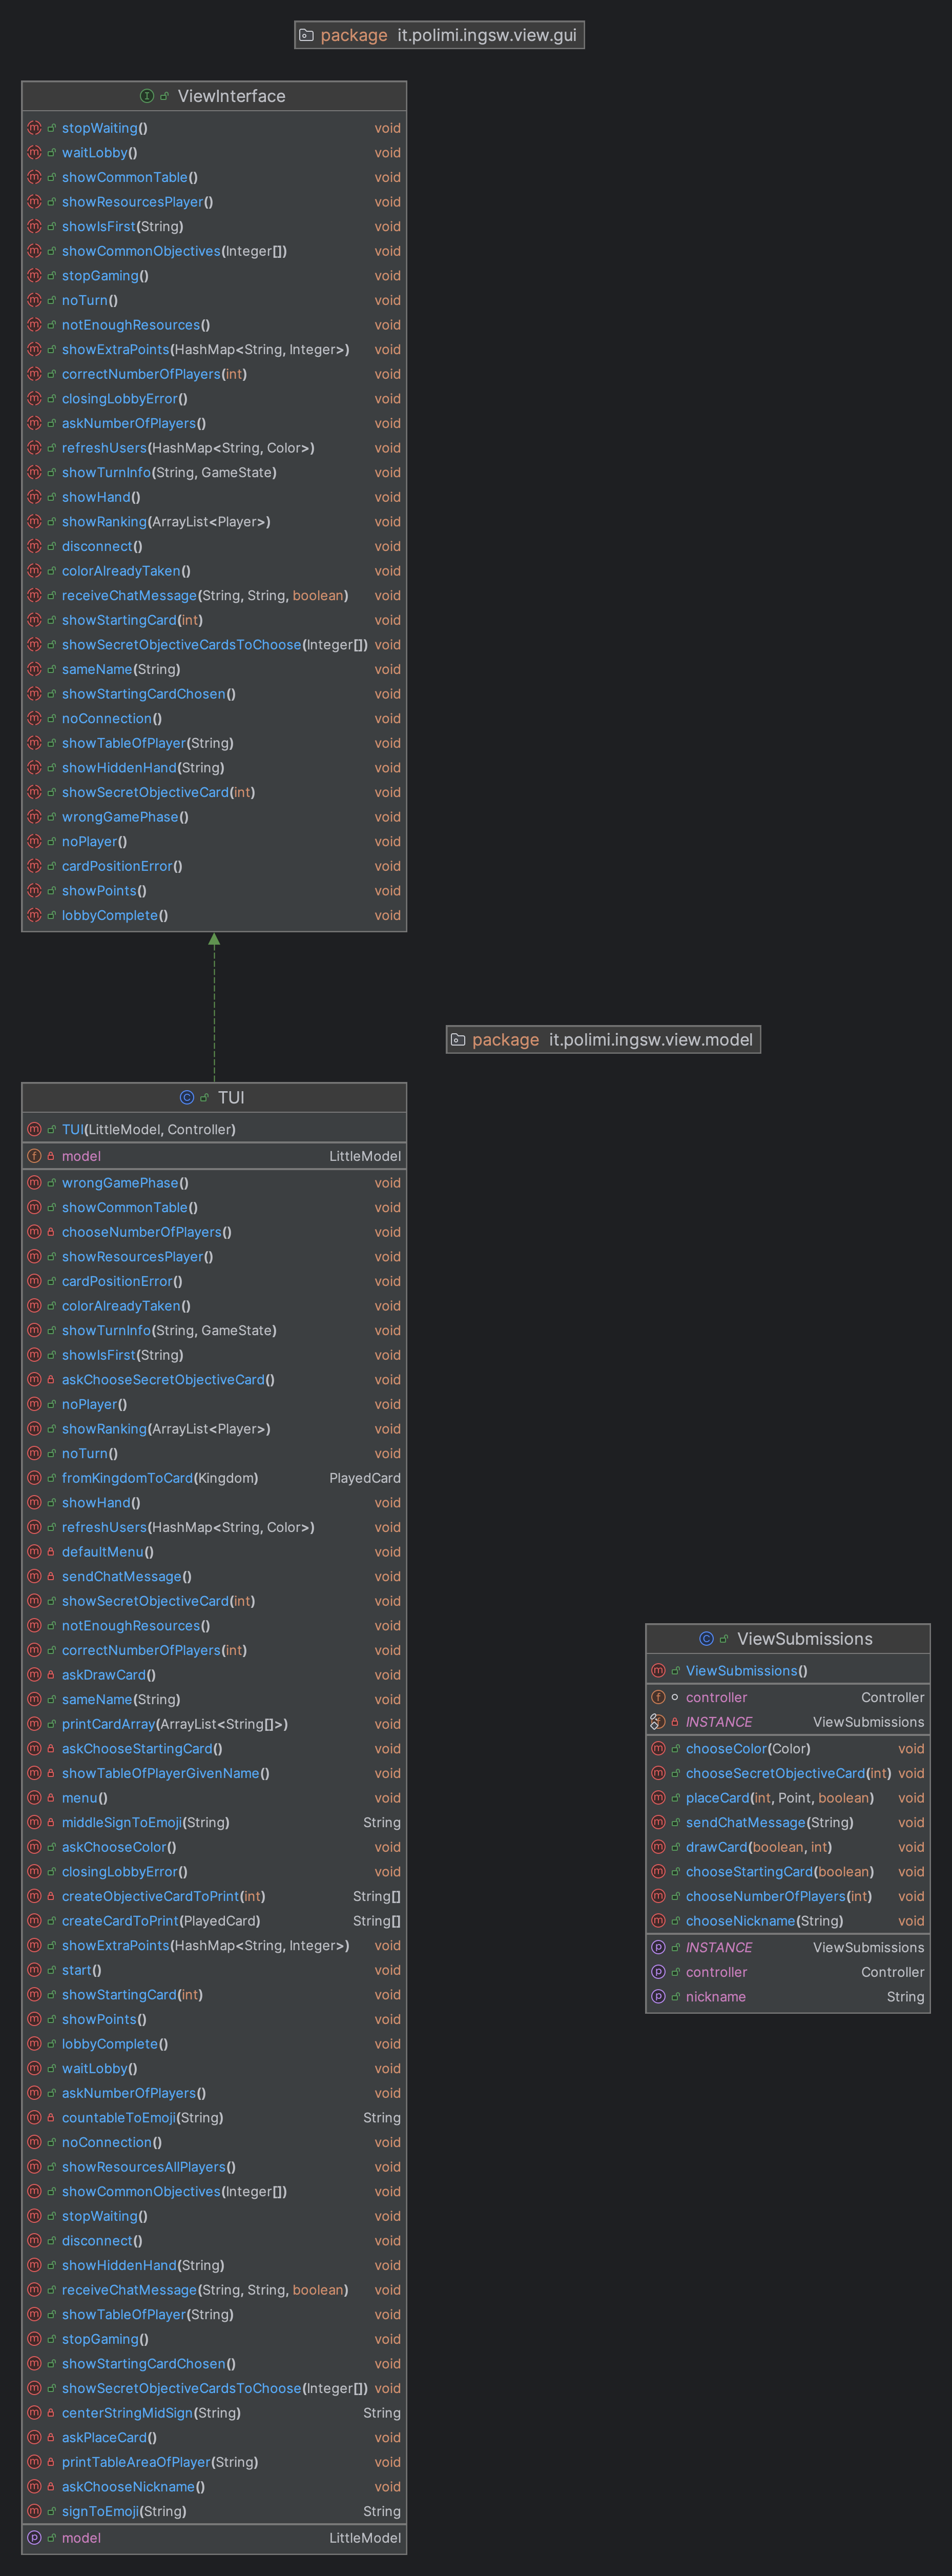 package it.polimi.ingsw.view.gui
ViewInterface
stopWaiting() void
waitLobby() void
showCommonTable() void
showResourcesPlayer() void
showIsFirst(String) void
showCommonObjectives(Integer[]) void
stopGaming() void
noTurn() void
notEnoughResources() void
showExtraPoints(HashMap<String, Integer>) void
correctNumberOfPlayers(int) void
closingLobbyError() void
askNumberOfPlayers() void
refreshUsers(HashMap<String, Color>) void
showTurnInfo(String, GameState) void
showHand() void
showRanking(ArrayList<Player>) void
disconnect() void
colorAlreadyTaken() void
receiveChatMessage(String, String, boolean) void
showStartingCard(int) void
showSecretObjectiveCardsToChoose(Integer[]) void
sameName(String) void
showStartingCardChosen() void
noConnection() void
showTableOfPlayer(String) void
showHiddenHand(String) void
showSecretObjectiveCard(int) void
wrongGamePhase() void
noPlayer() void
cardPositionError() void
showPoints() void
lobbyComplete() void
package it.polimi.ingsw.view.model
TUI
TUI(LittleModel, Controller)
model LittleModel
wrongGamePhase() void
showCommonTable() void
chooseNumberOfPlayers() void
showResourcesPlayer() void
cardPositionError() void
colorAlreadyTaken() void
showTurnInfo(String, GameState) void
showIsFirst(String) void
askChooseSecretObjectiveCard() void
noPlayer() void
showRanking(ArrayList<Player>) void
noTurn() void
fromKingdomToCard(Kingdom) PlayedCard
showHand() void
refreshUsers(HashMap<String, Color>) void
defaultMenu() void
sendChatMessage() void
showSecretObjectiveCard(int) void
notEnoughResources() void
correctNumberOfPlayers(int) void
askDrawCard() void
sameName(String) void
printCardArray(ArrayList<String[]>) void
askChooseStartingCard() void
showTableOfPlayerGivenName() void
menu() void
middleSignToEmoji(String) String
askChooseColor() void
closingLobbyError() void
createObjectiveCardToPrint(int) String[]
createCardToPrint(PlayedCard) String[]
showExtraPoints(HashMap<String, Integer>) void
start() void
showStartingCard(int) void
showPoints() void
lobbyComplete() void
waitLobby() void
askNumberOfPlayers() void
countableToEmoji(String) String
noConnection() void
showResourcesAllPlayers() void
showCommonObjectives(Integer[]) void
stopWaiting() void
disconnect() void
showHiddenHand(String) void
receiveChatMessage(String, String, boolean) void
showTableOfPlayer(String) void
stopGaming() void
showStartingCardChosen() void
showSecretObjectiveCardsToChoose(Integer[]) void
centerStringMidSign(String) String
askPlaceCard() void
printTableAreaOfPlayer(String) void
askChooseNickname() void
signToEmoji(String) String
model LittleModel
ViewSubmissions
ViewSubmissions()
controller Controller
INSTANCE ViewSubmissions
chooseColor(Color) void
chooseSecretObjectiveCard(int) void
placeCard(int, Point, boolean) void
sendChatMessage(String) void
drawCard(boolean, int) void
chooseStartingCard(boolean) void
chooseNumberOfPlayers(int) void
chooseNickname(String) void
INSTANCE ViewSubmissions
controller Controller
nickname String